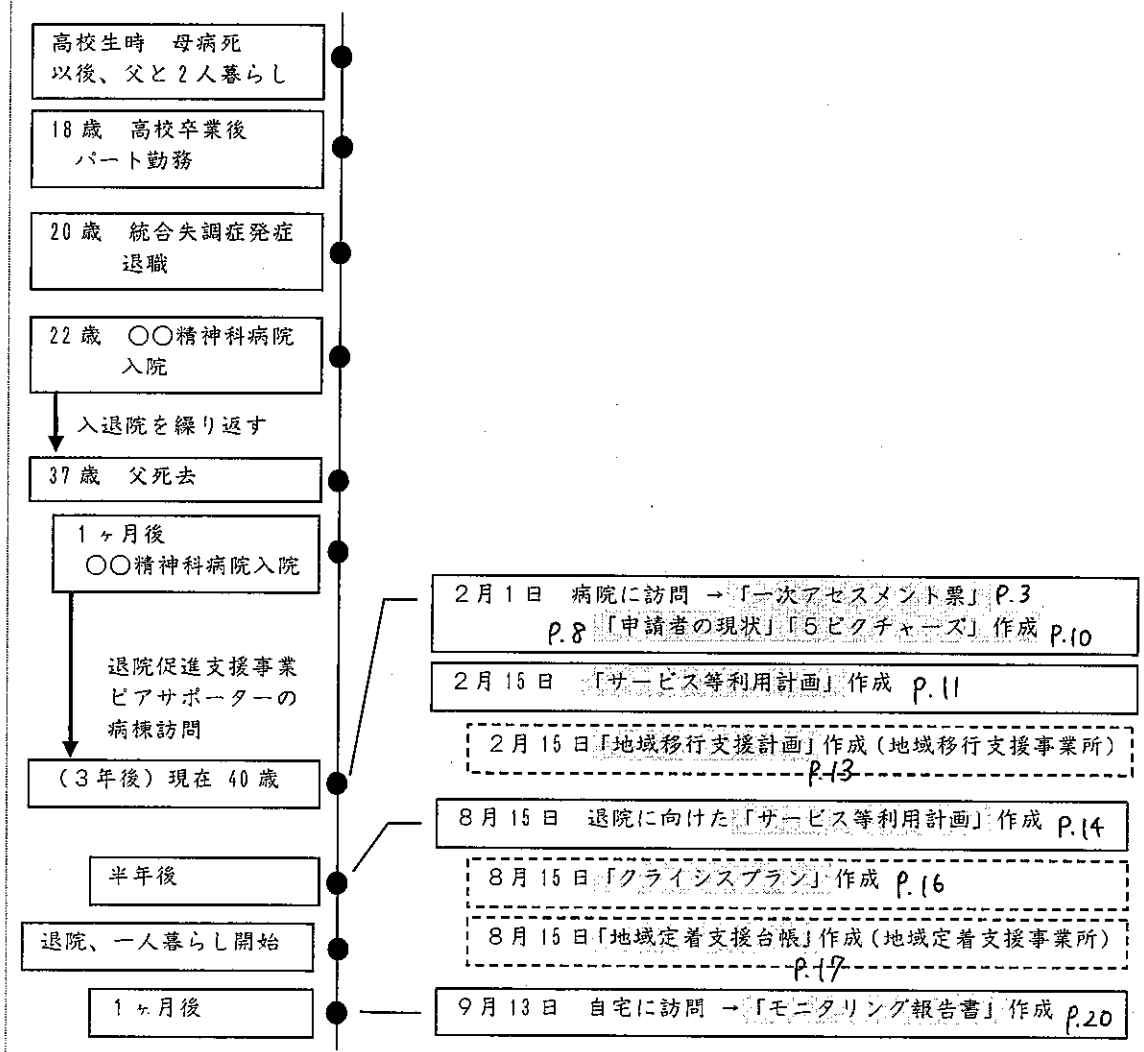 高校生時 母病死
以後、父と2人暮らし
18歳 高校卒業後
パート勤務
20歳 統合失調症発症
退職
22歳 〇〇精神科病院
入院
入退院を繰り返す
37歳 父死去
1ヶ月後
〇〇精神科病院入院
退院促進支援事業
ピアサポーターの
病棟訪問
(3年後)現在 40歳
2月1日 病院に訪問 → 「一次アセスメント票」 P.3
P.8 「申請者の現状」「5ピクチャーズ」作成 P.10
2月15日 「サービス等利用計画」作成 P.11
2月15日「地域移行支援計画」作成(地域移行支援事業所)
P.13
半年後
8月15日 退院に向けた「サービス等利用計画」作成 P.14
8月15日「クライシスプラン」作成 P.16
退院、一人暮らし開始
8月15日「地域定着支援台帳」作成(地域定着支援事業所)
P.17
1ヶ月後
9月13日 自宅に訪問 → 「モニタリング報告書」作成 P.20